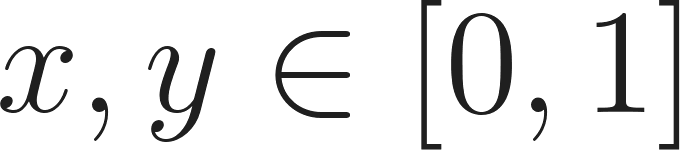 x, y ∈ [0, 1]